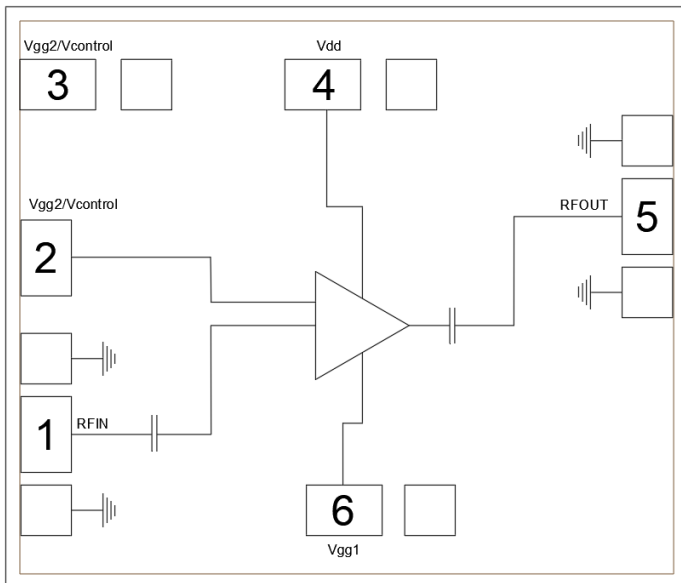 Vgg2/Vcontrol
3
Vdd
4
Vgg2/Vcontrol
2
RFOUT
5
1
RFIN
6
Vgg1